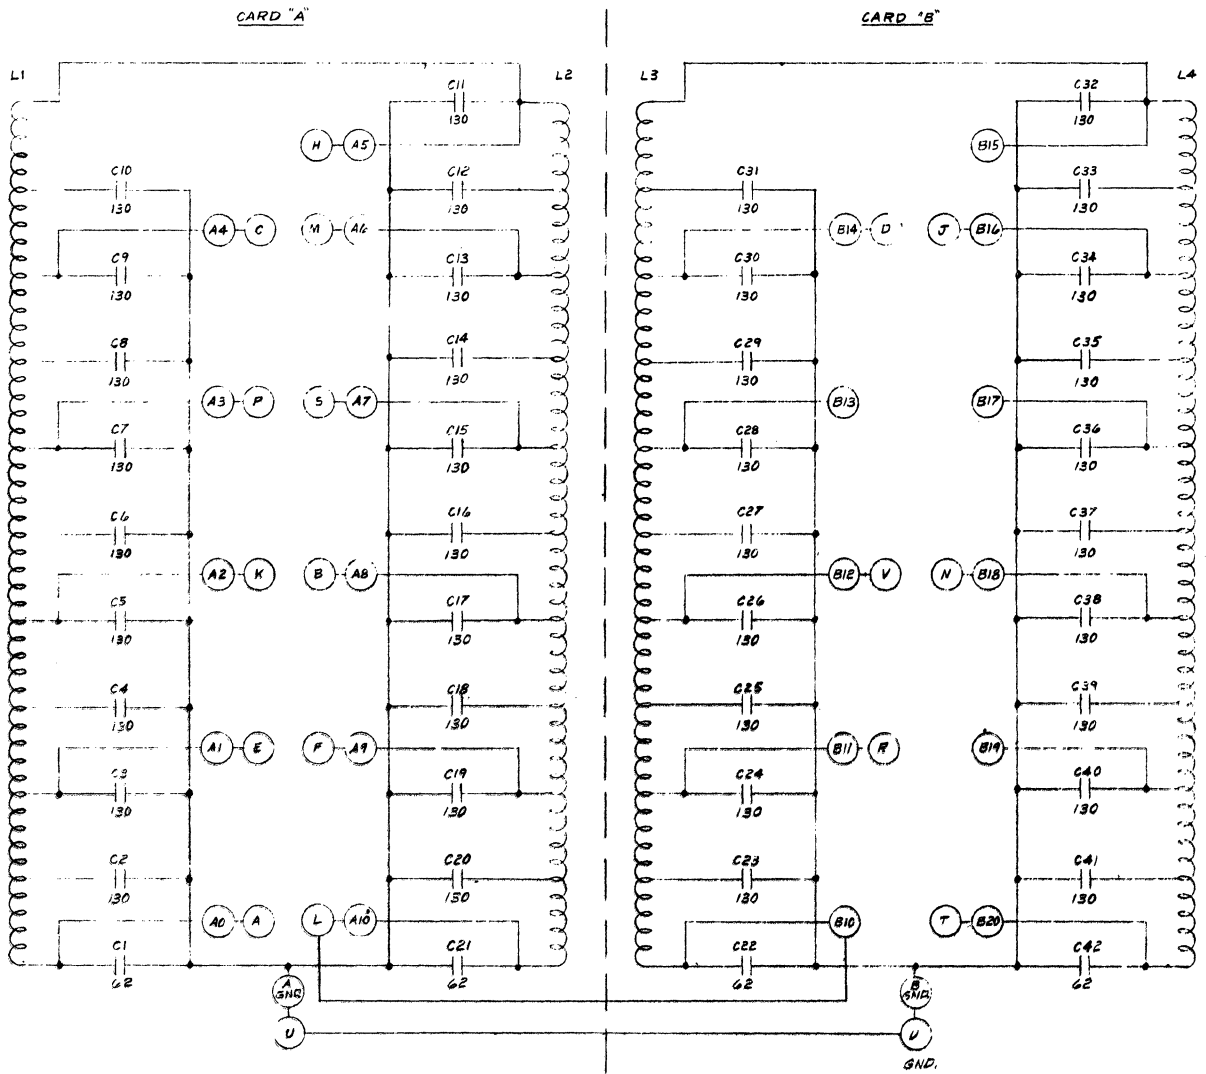 CARD "A"
CARD "B"
L1
L2
L3
L4
C11
130
C32
130
H A5
B15
C10
130
C12
130
C31
130
C33
130
A4 C
M A6
B14 D
J B16
C9
130
C13
130
C30
130
C34
130
C8
130
C14
130
C29
130
C35
130
A3 P
S A7
B13
B17
C7
130
C15
130
C28
130
C36
130
C6
130
C16
130
C27
130
C37
130
A2 K
B A8
B12 V
N B18
C5
130
C17
130
C26
130
C38
130
C4
130
C18
130
C25
130
C39
130
A1 E
F A9
B11 R
B19
C3
130
C19
130
C24
130
C40
130
C2
130
C20
130
C23
130
C41
130
A0 A
L A10
B10
T B20
C1
62
C21
62
C22
62
C42
62
A
GND
B
GND
U
U
GND.